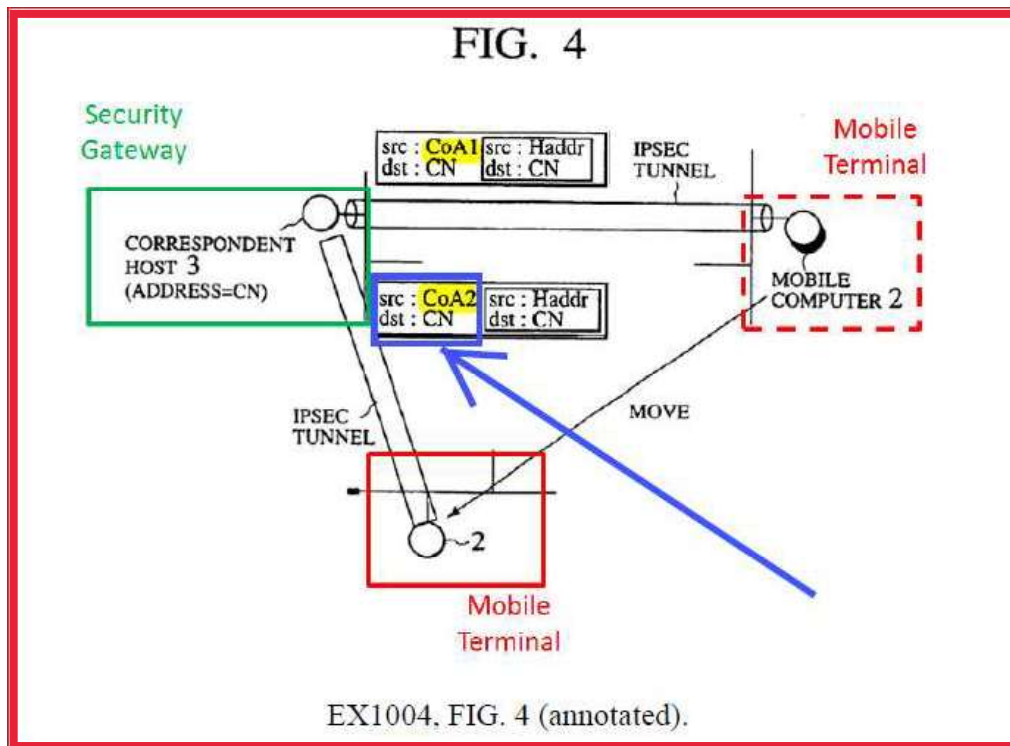 FIG. 4
Security
Gateway
Mobile
Terminal
src : CoA1 src : Haddr
dst : CN dst : CN
IPSEC
TUNNEL
CORRESPONDENT
HOST 3
(ADDRESS=CN)
MOBILE
COMPUTER 2
src : CoA2 src : Haddr
dst : CN dst : CN
IPSEC
TUNNEL
MOVE
2
Mobile
Terminal
EX1004, FIG. 4 (annotated).